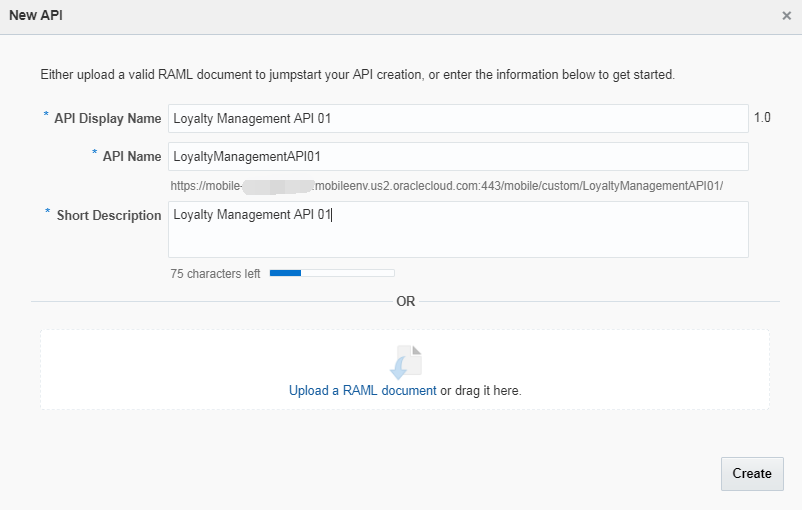 New API
×
Either upload a valid RAML document to jumpstart your API creation, or enter the information below to get started.
* API Display Name Loyalty Management API 01 1.0
* API Name LoyaltyManagementAPI01
https://mobile- mobileenv.us2.oraclecloud.com:443/mobile/custom/LoyaltyManagementAPI01/
* Short Description Loyalty Management API 01
75 characters left
OR
Upload a RAML document or drag it here.
Create